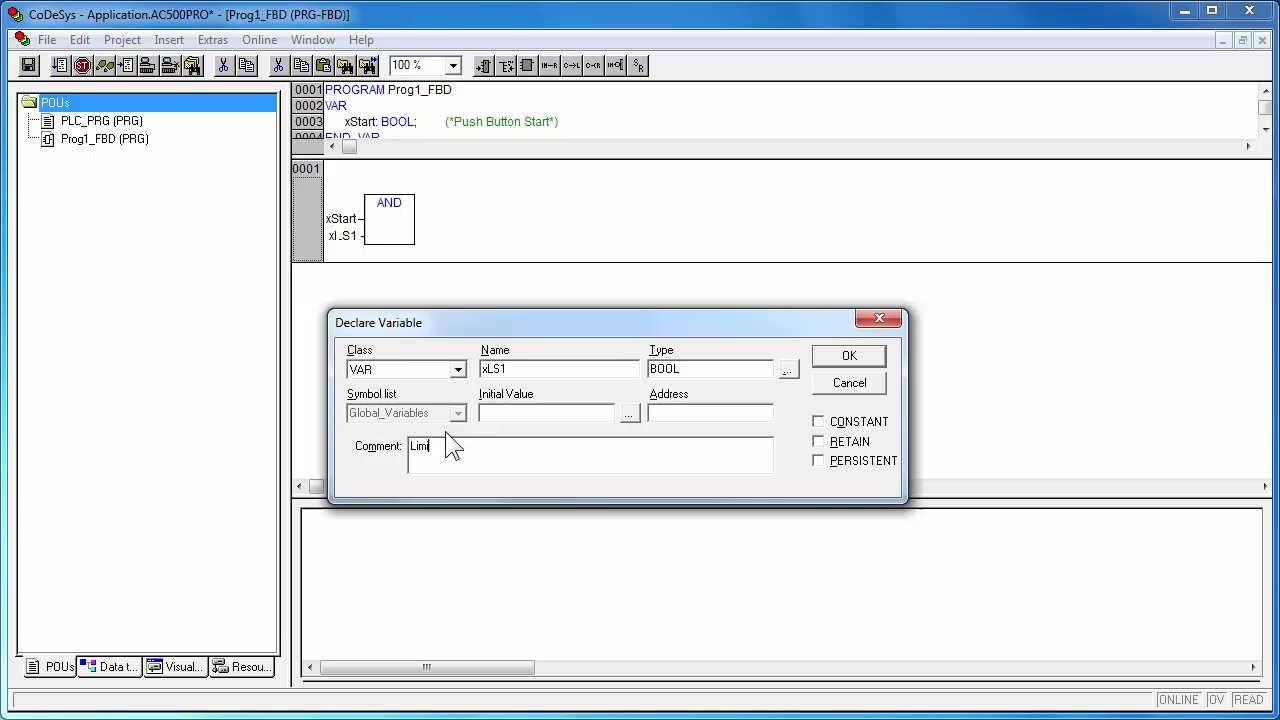 CoDeSys - Application.AC500PRO* - [Prog1_FBD (PRG-FBD)]
File Edit Project Insert Extras Online Window Help
100 %
POUs
PLC_PRG (PRG)
Prog1_FBD (PRG)
0001 PROGRAM Prog1_FBD
0002 VAR
0003 xStart: BOOL; (*Push Button Start*)
0004 END_VAR
0001
AND
xStart
xLS1
Declare Variable
Class Name Type
VAR xLS1 BOOL ... OK
Cancel
Symbol list Initial Value Address
Global_Variables ...
CONSTANT
RETAIN
PERSISTENT
Comment: Limi
POUs Data t... Visual... Resou...
ONLINE OV READ